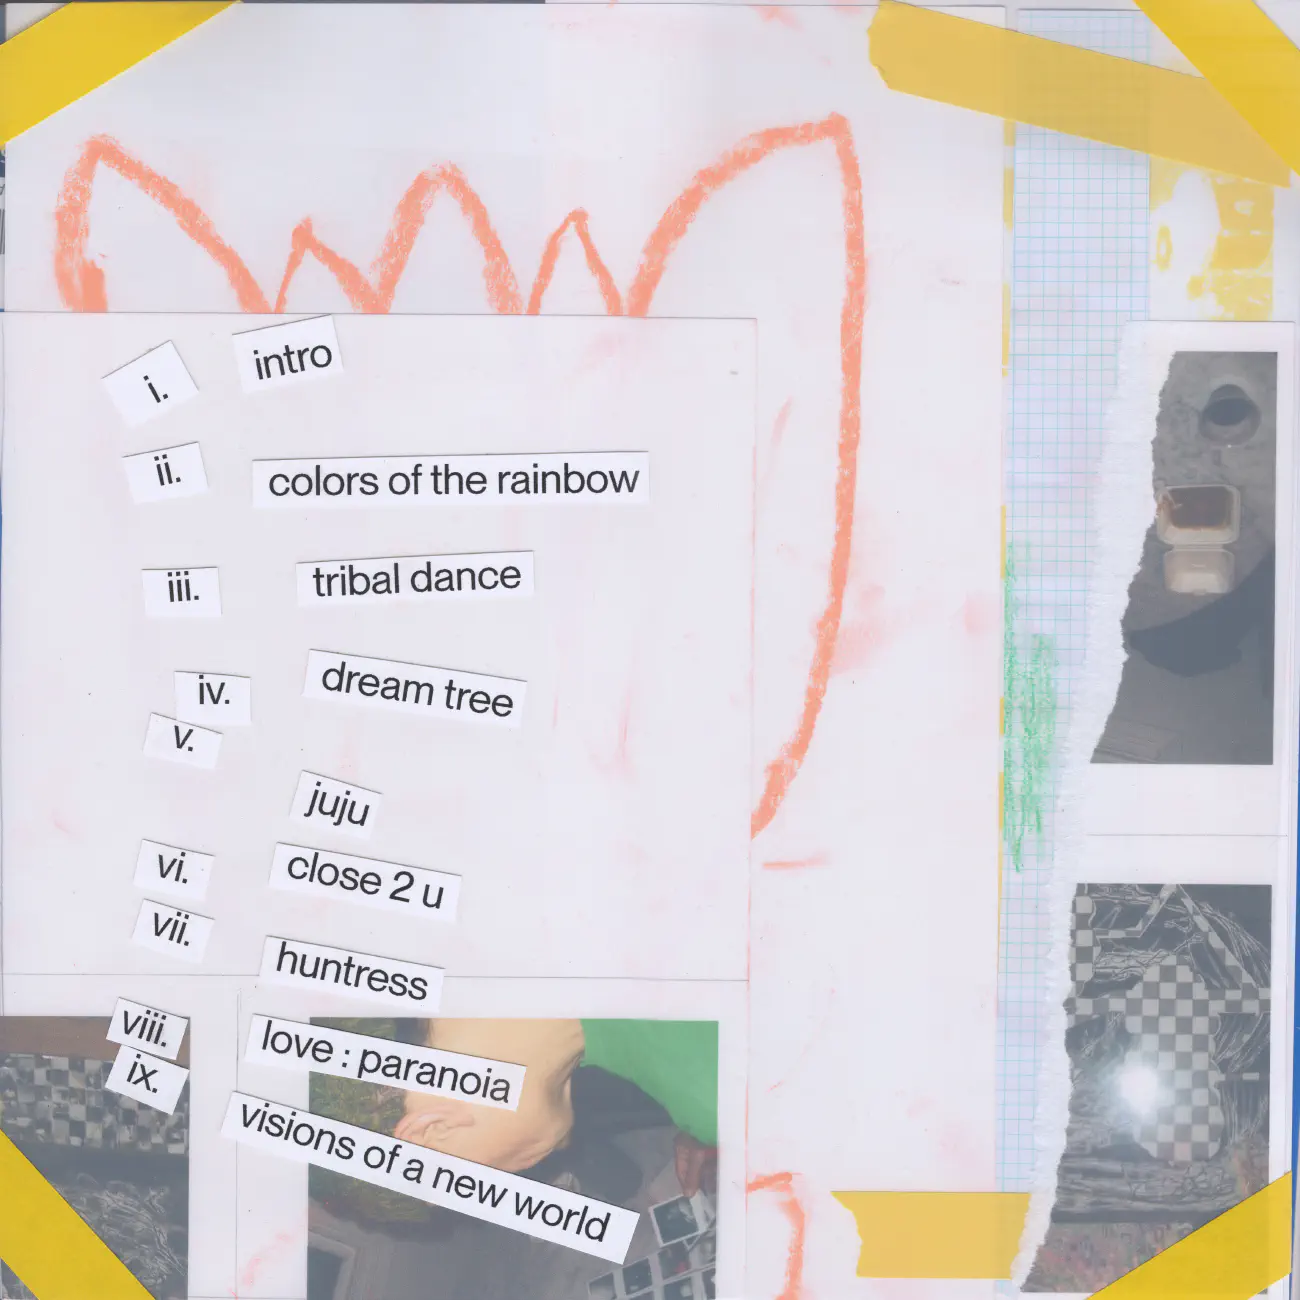 i. intro
ii. colors of the rainbow
iii. tribal dance
iv. dream tree
v. juju
vi. close 2 u
vii. huntress
viii. love : paranoia
ix. visions of a new world